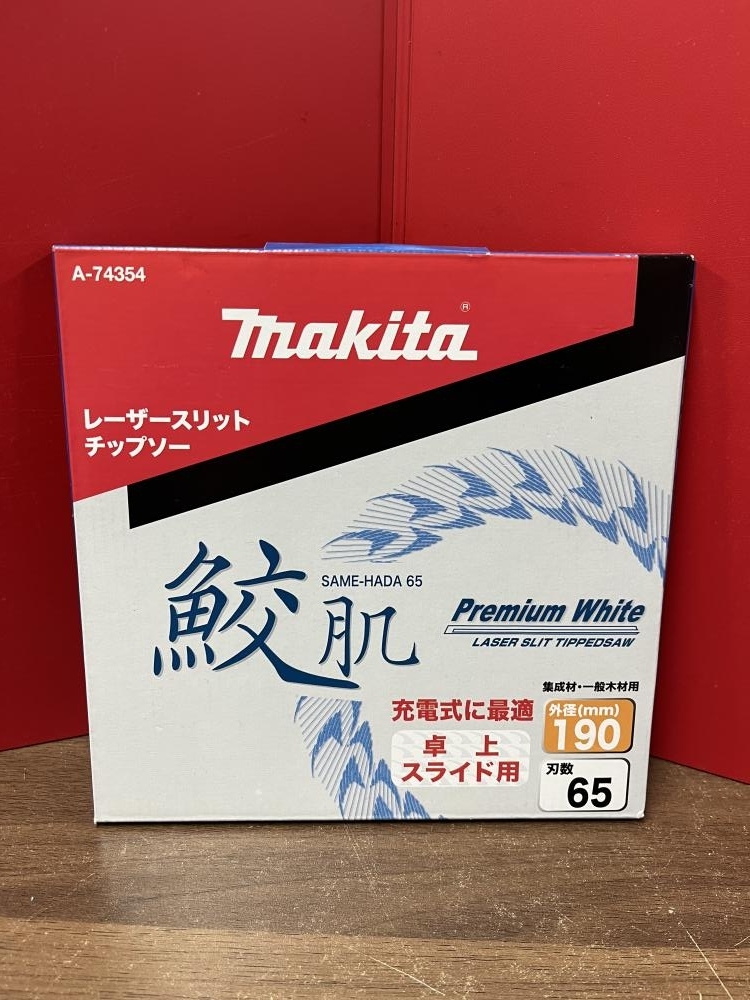 A-74354
makita®
レーザースリット
チップソー
SAME-HADA 65
鮫肌
Premium White
LASER SLIT TIPPEDSAW
集成材・一般木材用
充電式に最適
卓 上
スライド用
外径(mm)
190
刃数
65